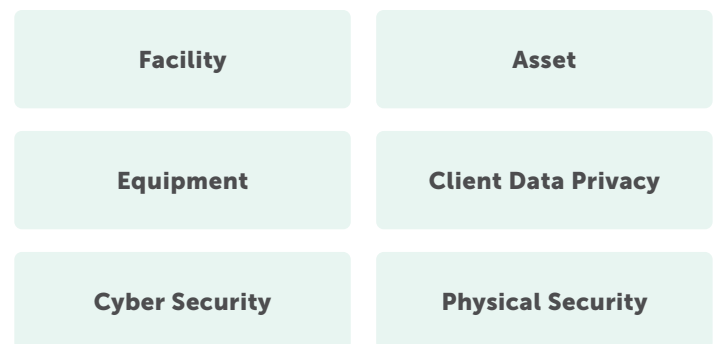 Facility
Asset
Equipment
Client Data Privacy
Cyber Security
Physical Security